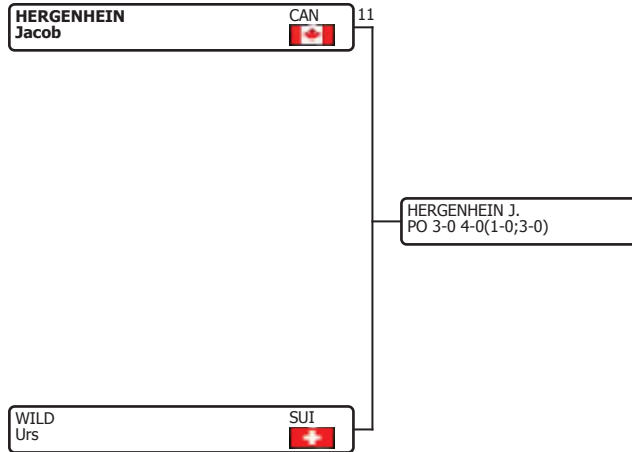 HERGENHEIN CAN 11
Jacob
HERGENHEIN J.
PO 3-0 4-0(1-0;3-0)
WILD SUI
Urs